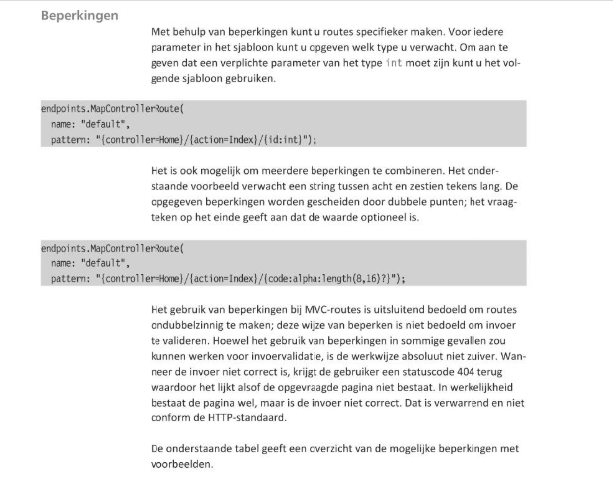 Beperkingen
Met behulp van beperkingen kunt u routes specifieker maken. Voor iedere
parameter in het sjabloon kunt u opgeven welk type u verwacht. Om aan te
geven dat een verplichte parameter van het type int moet zijn kunt u het vol-
gende sjabloon gebruiken.
endpoints.MapControllerRoute(
name: "default",
pattern: "{controller=Home}/{action=Index}/{id:int}");
Het is ook mogelijk om meerdere beperkingen te combineren. Het onder-
staande voorbeeld verwacht een string tussen acht en zestien tekens lang. De
opgegeven beperkingen worden gescheiden door dubbele punten; het vraag-
teken op het einde geeft aan dat de waarde optioneel is.
endpoints.MapControllerRoute(
name: "default",
pattern: "{controller=Home}/{action=Index}/{code:alpha:length(8,16)?}");
Het gebruik van beperkingen bij MVC-routes is uitsluitend bedoeld om routes
ondubbelzinnig te maken; deze wijze van beperken is niet bedoeld om invoer
te valideren. Hoewel het gebruik van beperkingen in sommige gevallen zou
kunnen werken voor invoervalidatie, is de werkwijze absoluut niet zuiver. Wan-
neer de invoer niet correct is, krijgt de gebruiker een statuscode 404 terug
waardoor het lijkt alsof de opgevraagde pagina niet bestaat. In werkelijkheid
bestaat de pagina wel, maar is de invoer niet correct. Dat is verwarrend en niet
conform de HTTP-standaard.
De onderstaande tabel geeft een overzicht van de mogelijke beperkingen met
voorbeelden.